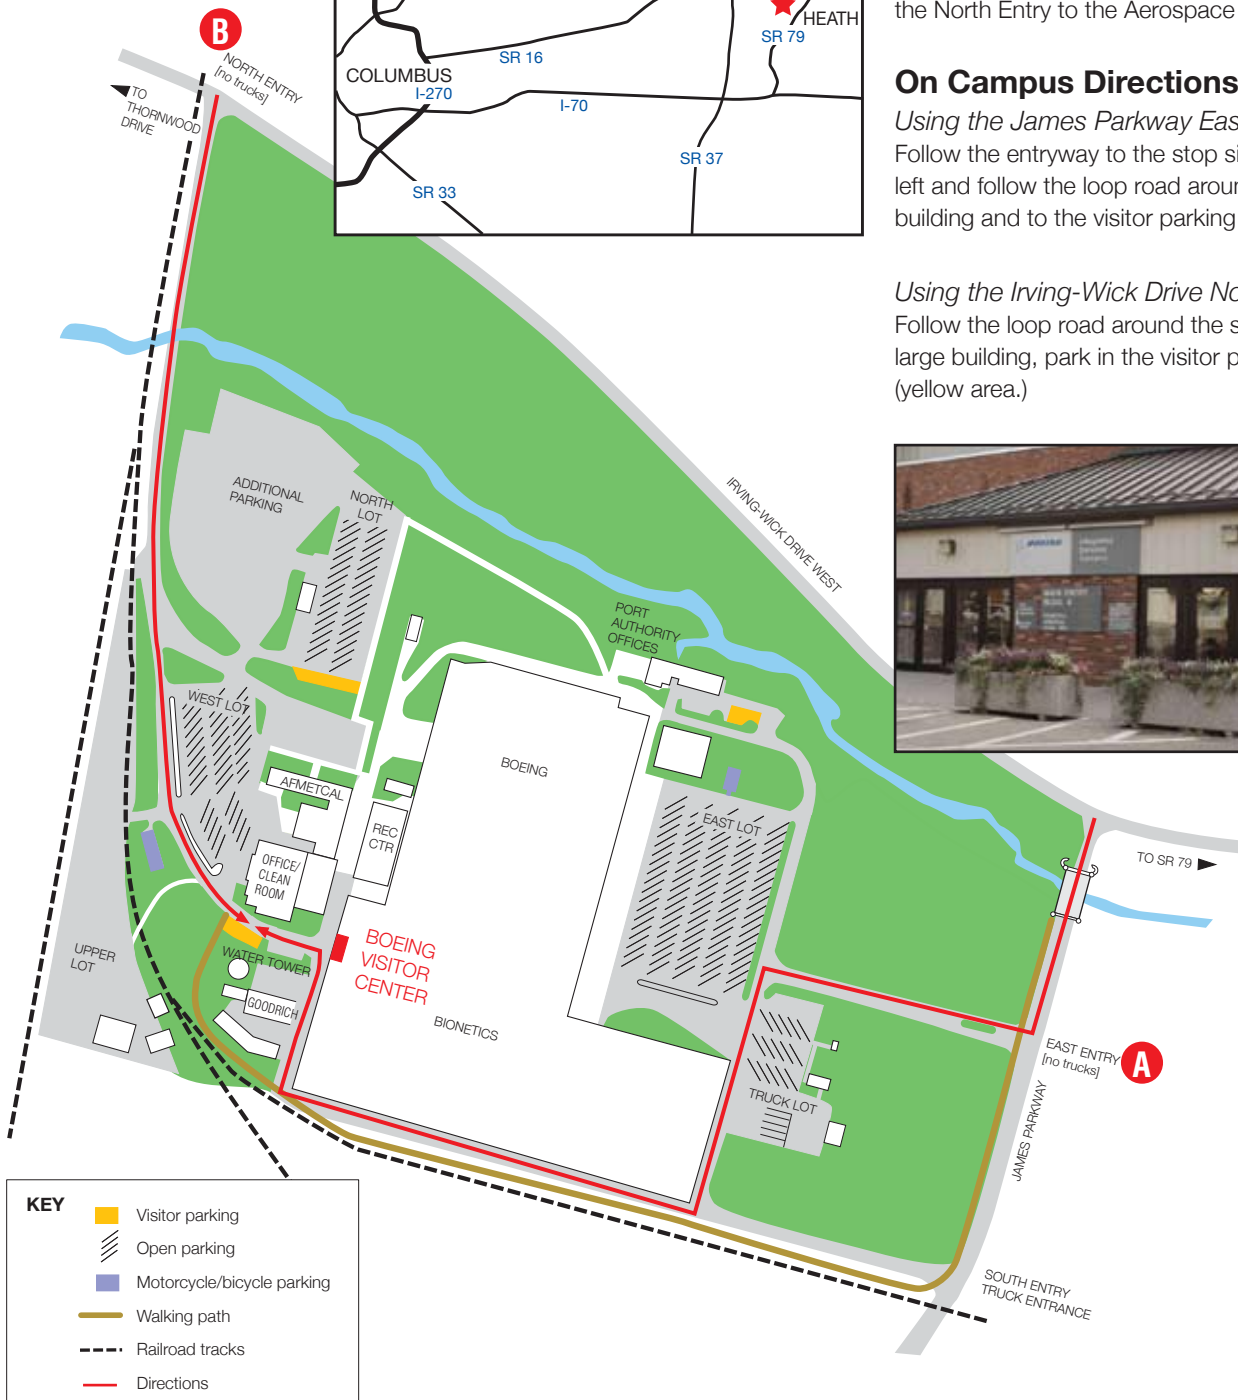 the North Entry to the Aerospace
HEATH
SR 79
SR 16
COLUMBUS
I-270
I-70
SR 37
SR 33
On Campus Directions
Using the James Parkway Eas
Follow the entryway to the stop si
left and follow the loop road aroun
building and to the visitor parking
Using the Irving-Wick Drive No
Follow the loop road around the s
large building, park in the visitor p
(yellow area.)
B
NORTH ENTRY
[no trucks]
TO
THORNWOOD
DRIVE
IRVING-WICK DRIVE WEST
ADDITIONAL
PARKING
NORTH
LOT
PORT
AUTHORITY
OFFICES
WEST LOT
BOEING
AFMETCAL
REC
CTR
EAST LOT
OFFICE/
CLEAN
ROOM
TO SR 79
UPPER
LOT
WATER TOWER
BOEING
VISITOR
CENTER
GOODRICH
BIONETICS
EAST ENTRY
[no trucks]
A
TRUCK LOT
JAMES PARKWAY
SOUTH ENTRY
TRUCK ENTRANCE
KEY
Visitor parking
Open parking
Motorcycle/bicycle parking
Walking path
Railroad tracks
Directions